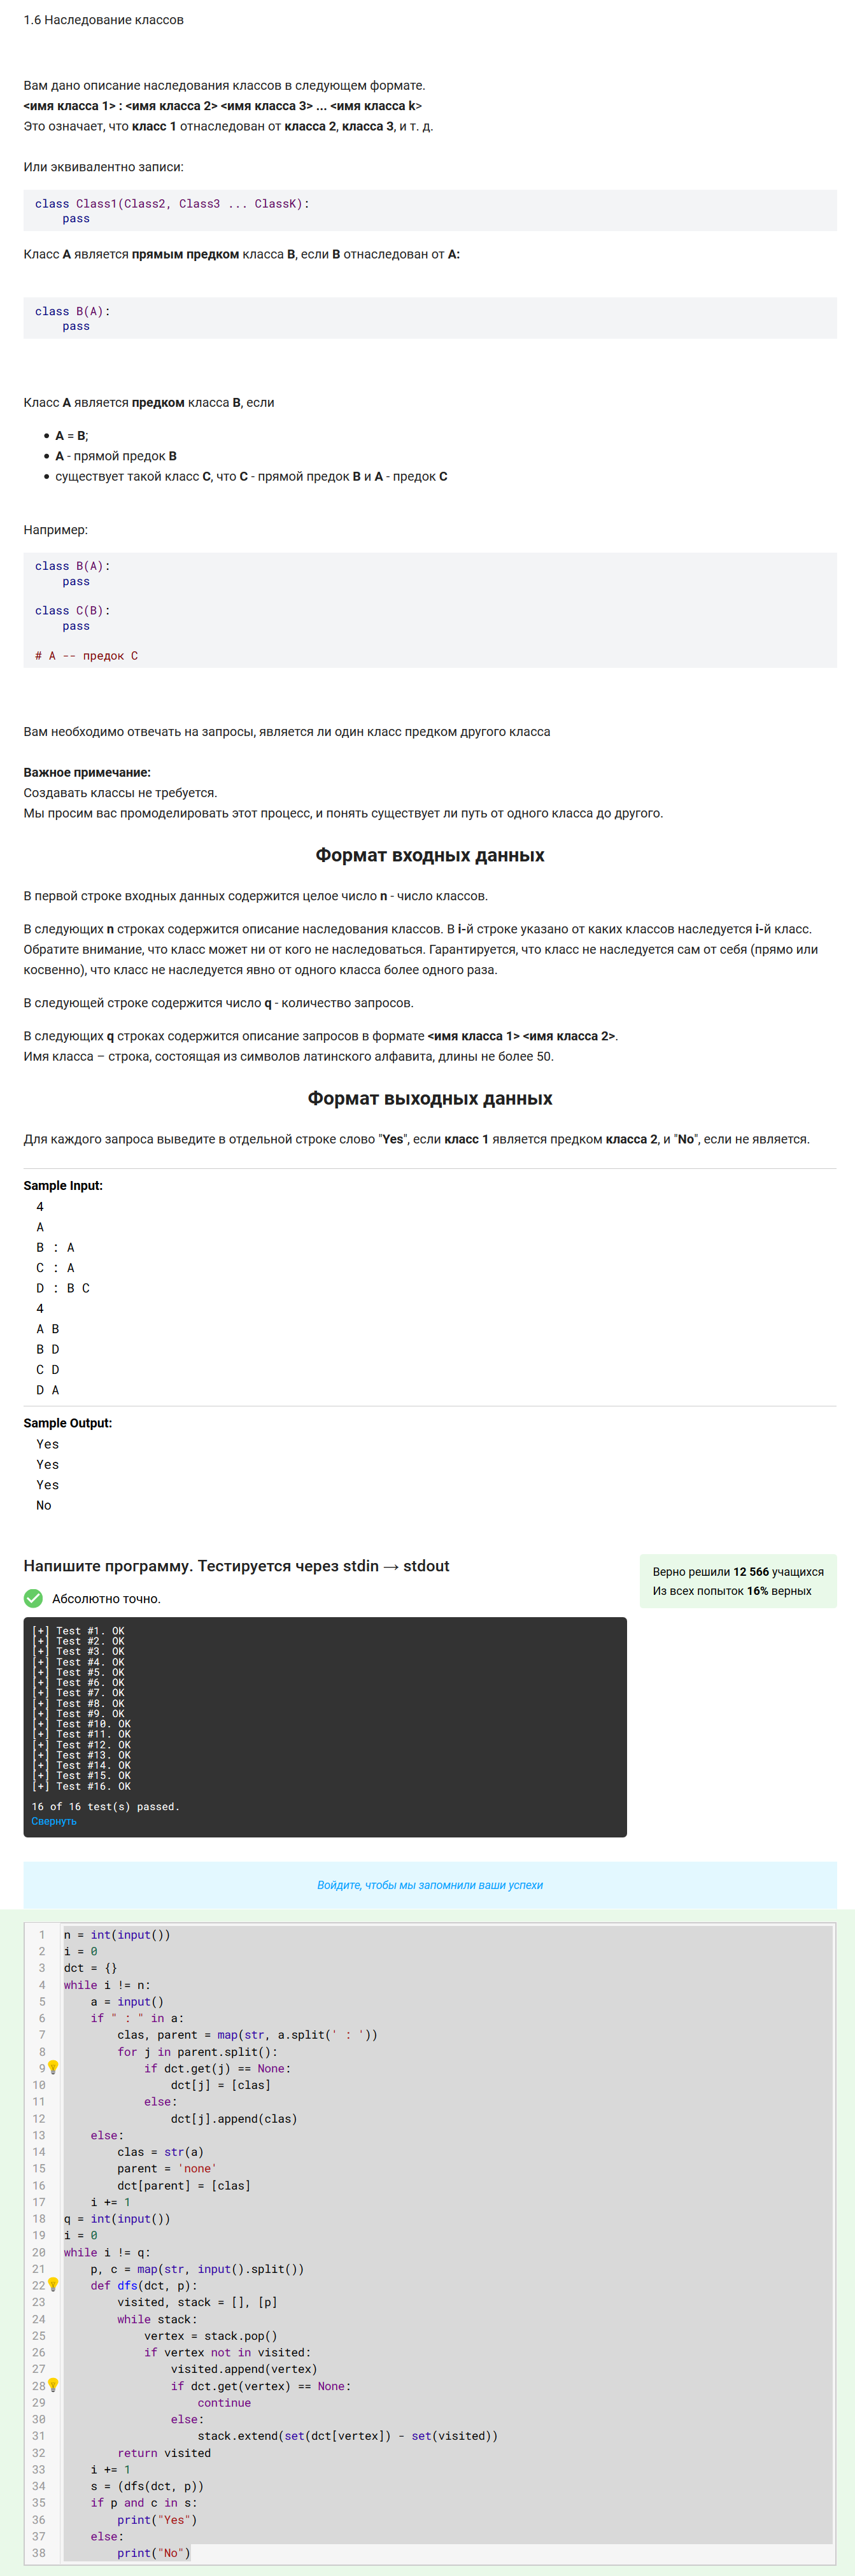 1.6 Наследование классов
Вам дано описание наследования классов в следующем формате.
<имя класса 1> : <имя класса 2> <имя класса 3> ... <имя класса k>
Это означает, что класс 1 отнаследован от класса 2, класса 3, и т. д.
Или эквивалентно записи:
class Class1(Class2, Class3 ... ClassK):
    pass
Класс A является прямым предком класса B, если B отнаследован от A:
class B(A):
    pass
Класс A является предком класса B, если
• A = B;
• A - прямой предок B
• существует такой класс C, что C - прямой предок B и A - предок C
Например:
class B(A):
    pass
class C(B):
    pass
# A -- предок C
Вам необходимо отвечать на запросы, является ли один класс предком другого класса
Важное примечание:
Создавать классы не требуется.
Мы просим вас промоделировать этот процесс, и понять существует ли путь от одного класса до другого.
Формат входных данных
В первой строке входных данных содержится целое число n - число классов.
В следующих n строках содержится описание наследования классов. В i-й строке указано от каких классов наследуется i-й класс.
Обратите внимание, что класс может ни от кого не наследоваться. Гарантируется, что класс не наследуется сам от себя (прямо или
косвенно), что класс не наследуется явно от одного класса более одного раза.
В следующей строке содержится число q - количество запросов.
В следующих q строках содержится описание запросов в формате <имя класса 1> <имя класса 2>.
Имя класса – строка, состоящая из символов латинского алфавита, длины не более 50.
Формат выходных данных
Для каждого запроса выведите в отдельной строке слово "Yes", если класс 1 является предком класса 2, и "No", если не является.
Sample Input:
4
A
B : A
C : A
D : B C
4
A B
B D
C D
D A
Sample Output:
Yes
Yes
Yes
No
Напишите программу. Тестируется через stdin → stdout
Верно решили 12 566 учащихся
Из всех попыток 16% верных
Абсолютно точно.
[+] Test #1. OK
[+] Test #2. OK
[+] Test #3. OK
[+] Test #4. OK
[+] Test #5. OK
[+] Test #6. OK
[+] Test #7. OK
[+] Test #8. OK
[+] Test #9. OK
[+] Test #10. OK
[+] Test #11. OK
[+] Test #12. OK
[+] Test #13. OK
[+] Test #14. OK
[+] Test #15. OK
[+] Test #16. OK
16 of 16 test(s) passed.
Свернуть
Войдите, чтобы мы запомнили ваши успехи
1 n = int(input())
2 i = 0
3 dct = {}
4 while i != n:
5     a = input()
6     if " : " in a:
7         clas, parent = map(str, a.split(' : '))
8         for j in parent.split():
9             if dct.get(j) == None:
10                 dct[j] = [clas]
11             else:
12                 dct[j].append(clas)
13     else:
14         clas = str(a)
15         parent = 'none'
16         dct[parent] = [clas]
17     i += 1
18 q = int(input())
19 i = 0
20 while i != q:
21     p, c = map(str, input().split())
22     def dfs(dct, p):
23         visited, stack = [], [p]
24         while stack:
25             vertex = stack.pop()
26             if vertex not in visited:
27                 visited.append(vertex)
28                 if dct.get(vertex) == None:
29                     continue
30                 else:
31                     stack.extend(set(dct[vertex]) - set(visited))
32         return visited
33     i += 1
34     s = (dfs(dct, p))
35     if p and c in s:
36         print("Yes")
37     else:
38         print("No")